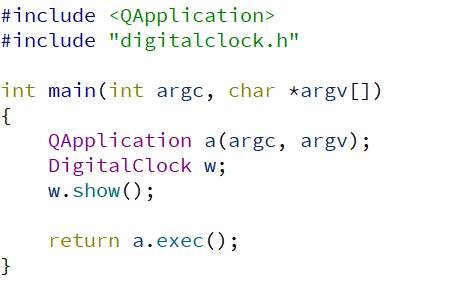 #include <QApplication>
#include "digitalclock.h"

int main(int argc, char *argv[])
{
    QApplication a(argc, argv);
    DigitalClock w;
    w.show();

    return a.exec();
}